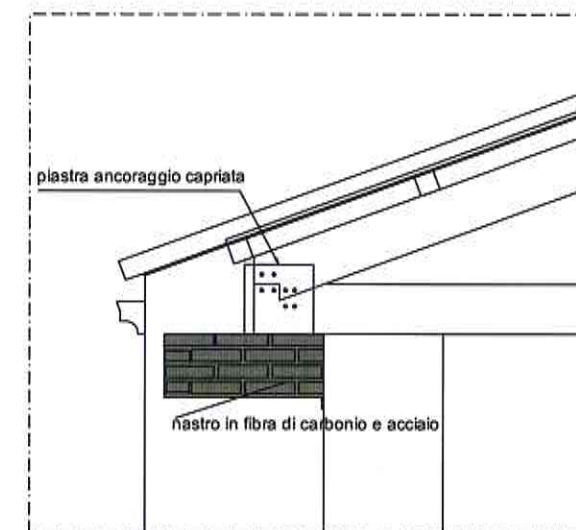 piastra ancoraggio capriata
nastro in fibra di carbonio e acciaio